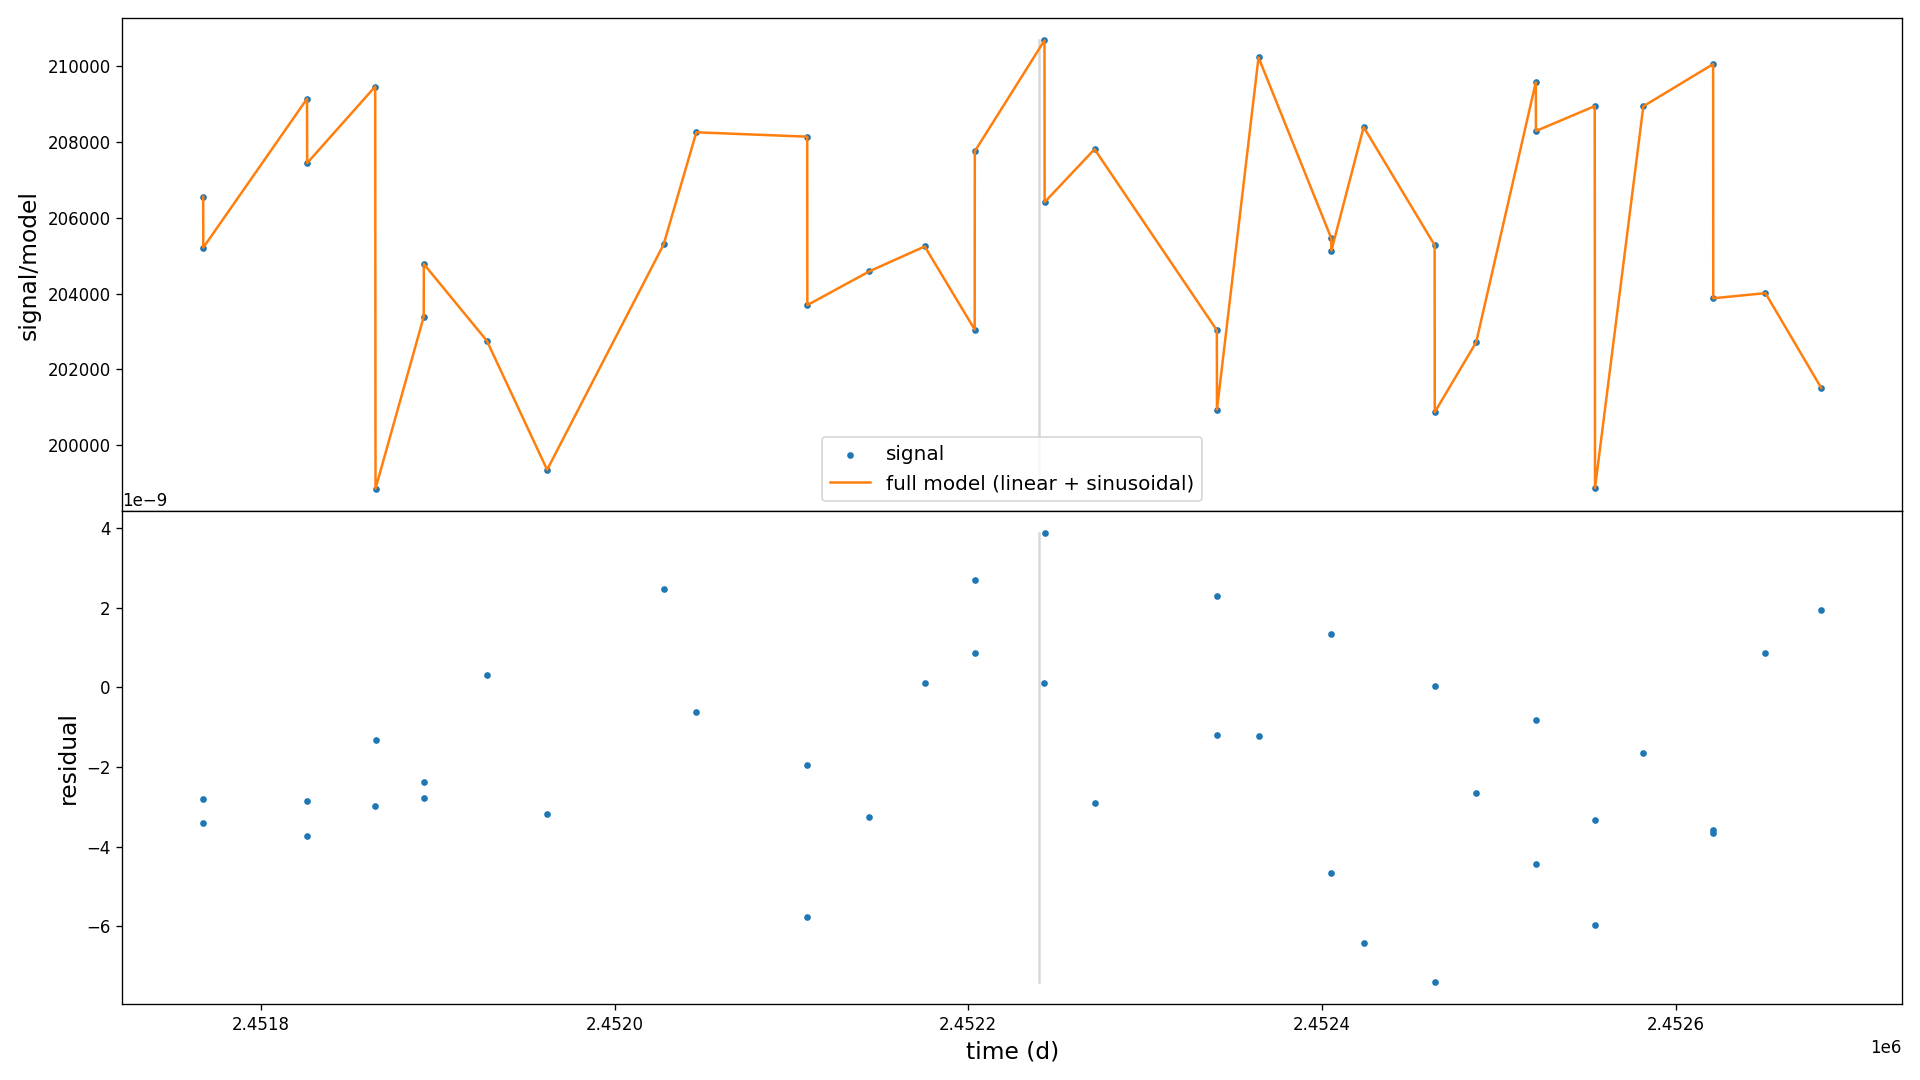 signal/model
210000
208000
206000
204000
202000
200000
signal
full model (linear + sinusoidal)
1e−9
residual
4
2
0
−2
−4
−6
2.4518
2.4520
2.4522
2.4524
2.4526
time (d)
1e6